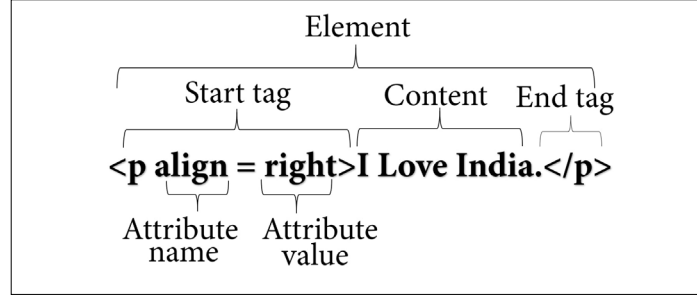 Element
Start tag Content End tag
<p align = right>I Love India.</p>
Attribute Attribute
name value